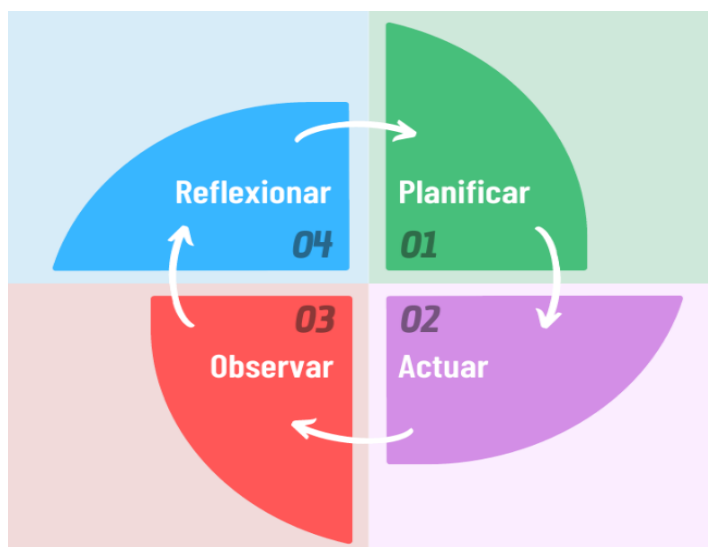 Reflexionar
04
Planificar
01
03
Observar
02
Actuar